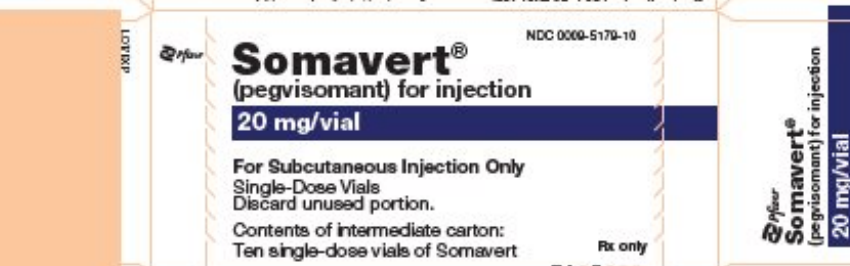 LOT/EXP
Pfizer
NDC 0009-5179-10
Somavert®
(pegvisomant) for injection
20 mg/vial
For Subcutaneous Injection Only
Single-Dose Vials
Discard unused portion.
Contents of intermediate carton:
Ten single-dose vials of Somavert
Rx only
Pfizer
Somavert®
(pegvisomant) for injection
20 mg/vial